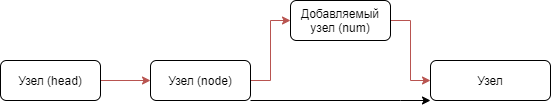 Добавляемый
узел (num)
Узел (head)
Узел (node)
Узел